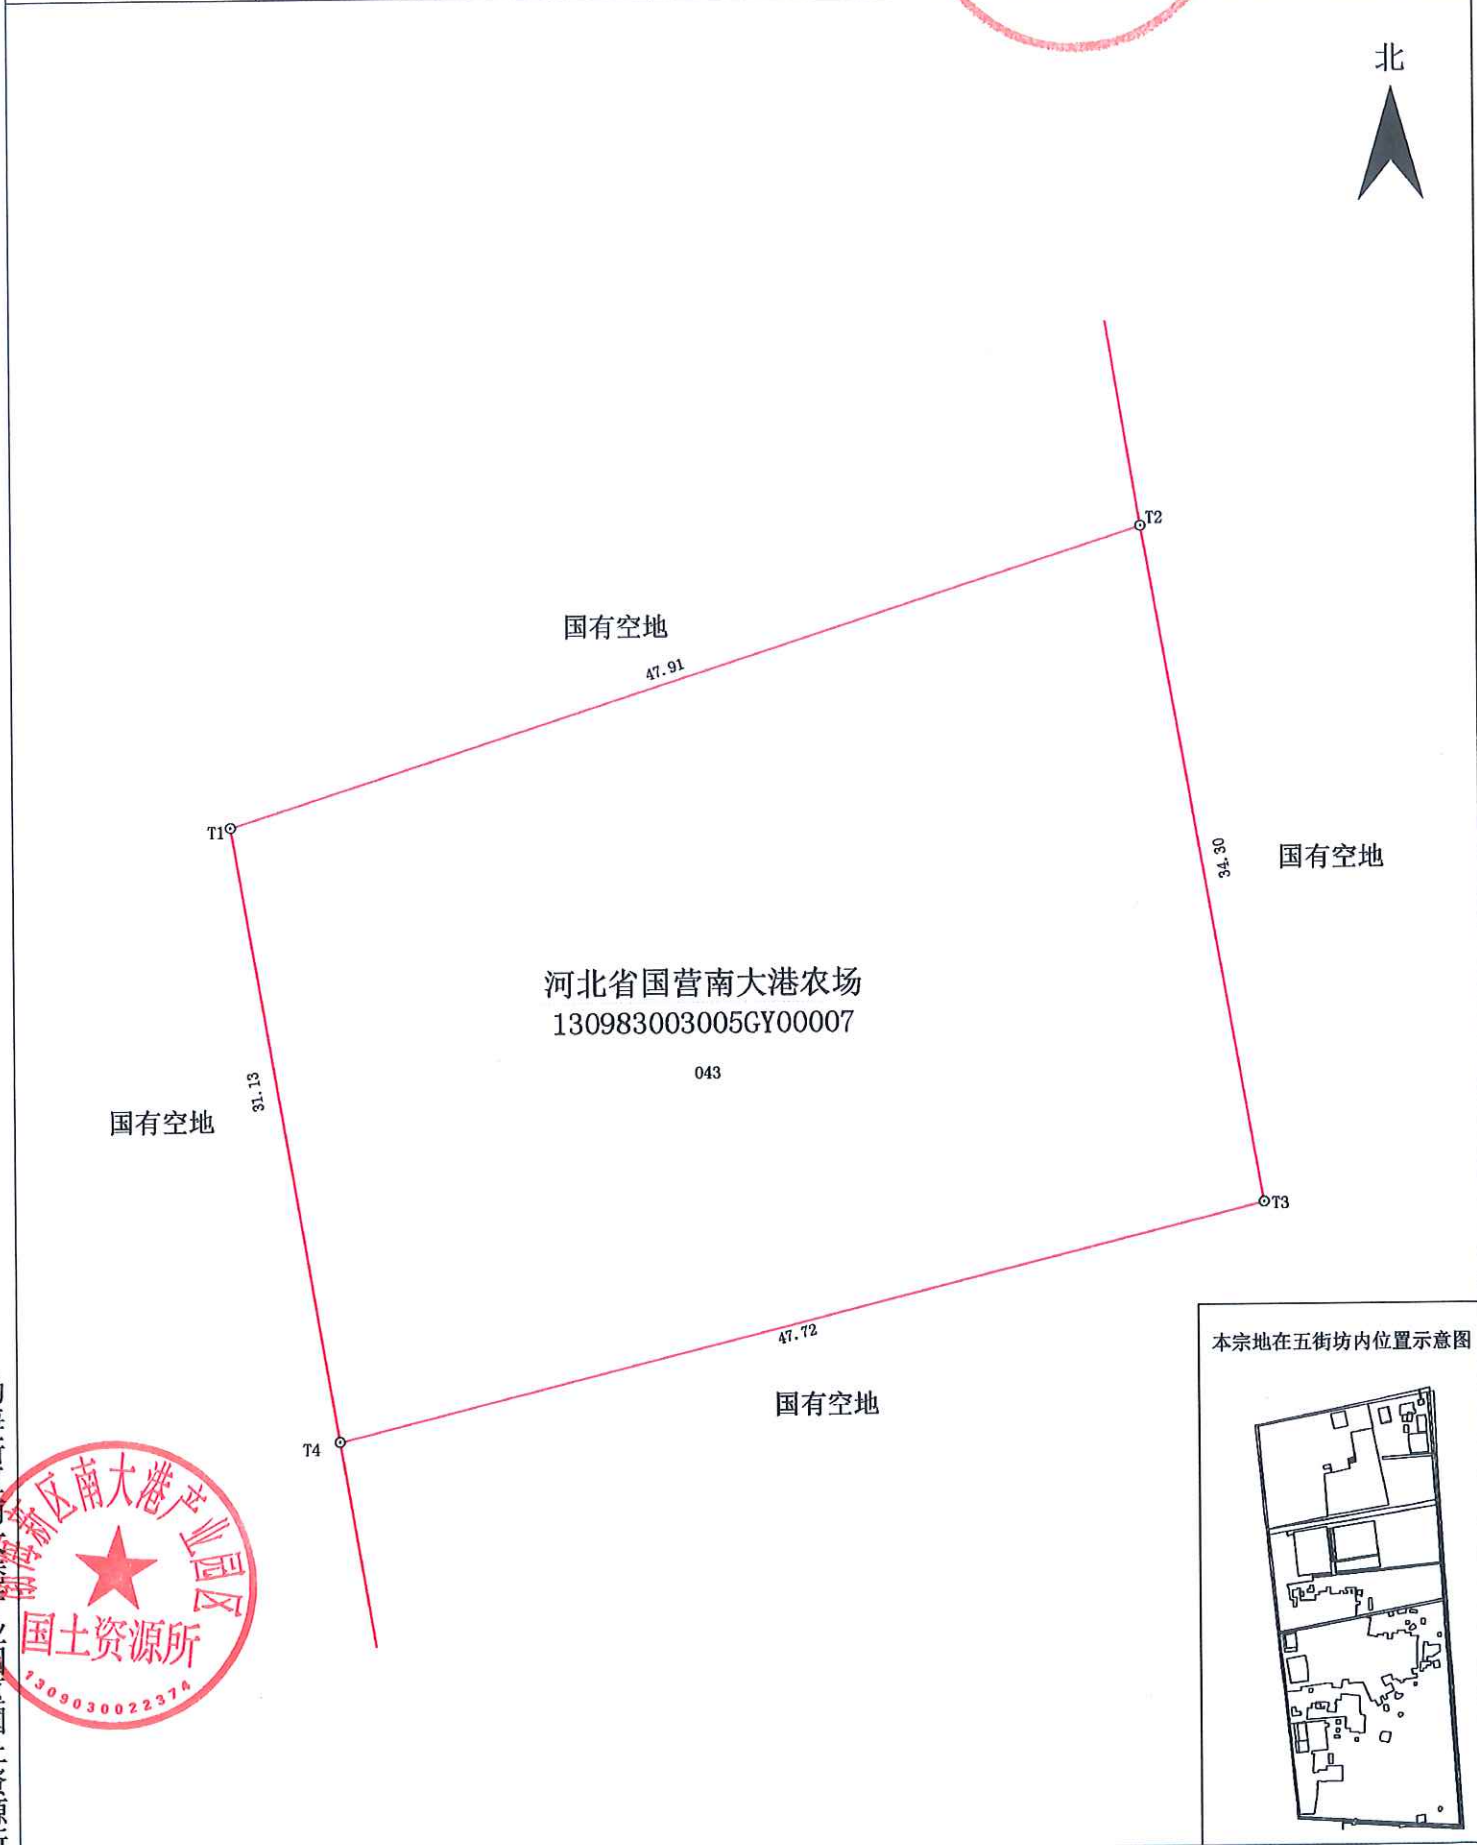 北
T2
国有空地
47.91
T1
34.30
国有空地
河北省国营南大港农场
130983003005GY00007
043
31.13
国有空地
T3
47.72
本宗地在五街坊内位置示意图
国有空地
T4
渤海新区南大港产业园区
国土资源所
1309030022374